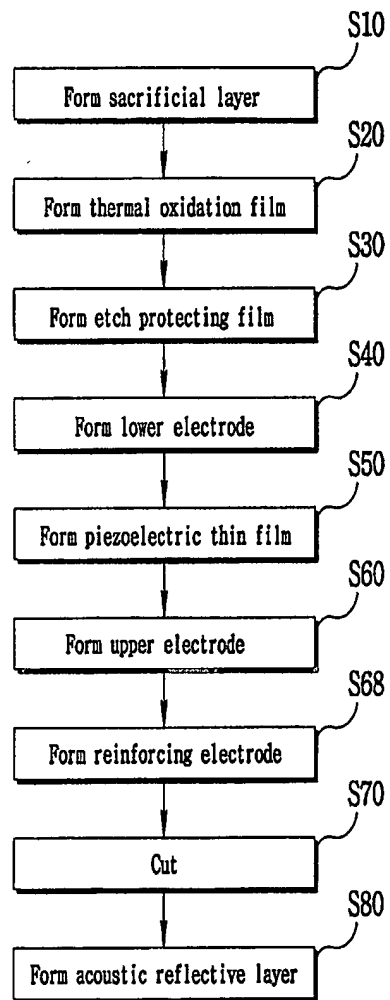 S10
Form sacrificial layer
S20
Form thermal oxidation film
S30
Form etch protecting film
S40
Form lower electrode
S50
Form piezoelectric thin film
S60
Form upper electrode
S68
Form reinforcing electrode
S70
Cut
S80
Form acoustic reflective layer